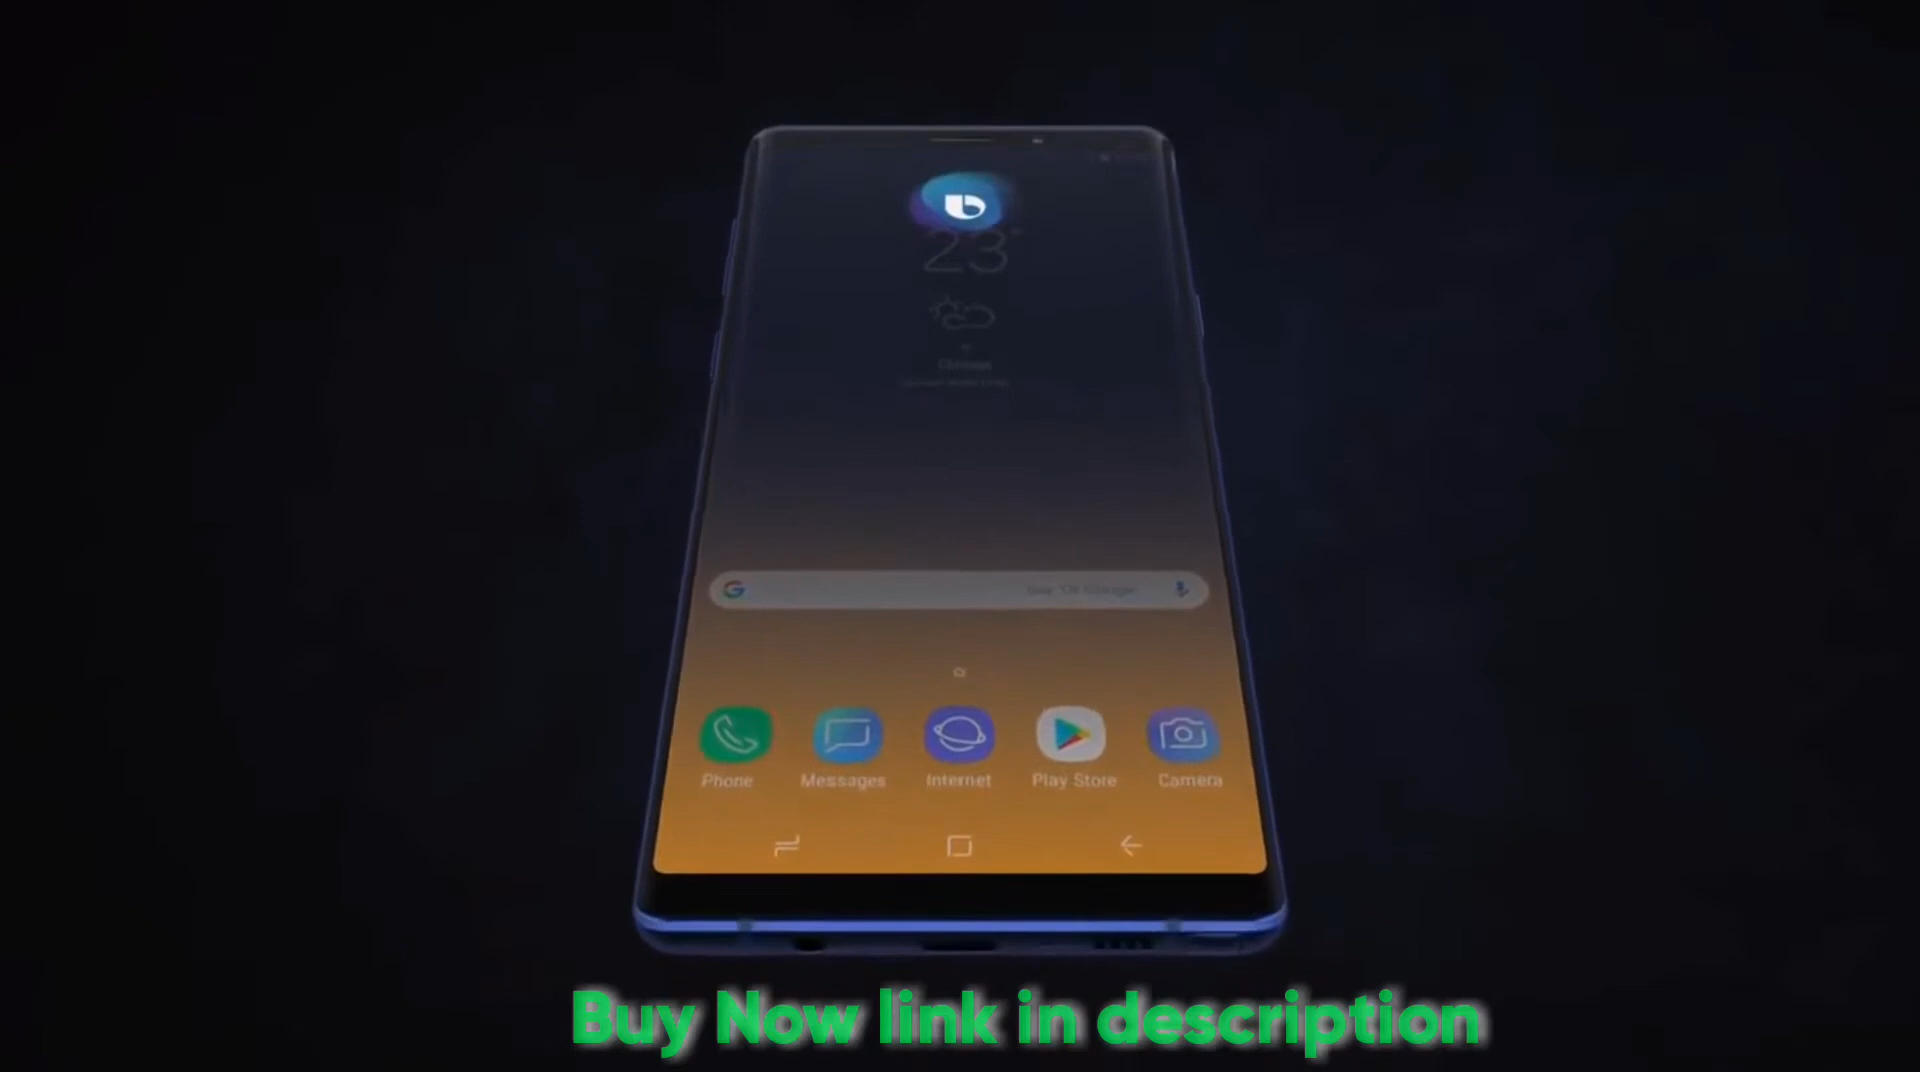 23°
Phone Messages Internet Play Store Camera
Buy Now link in description